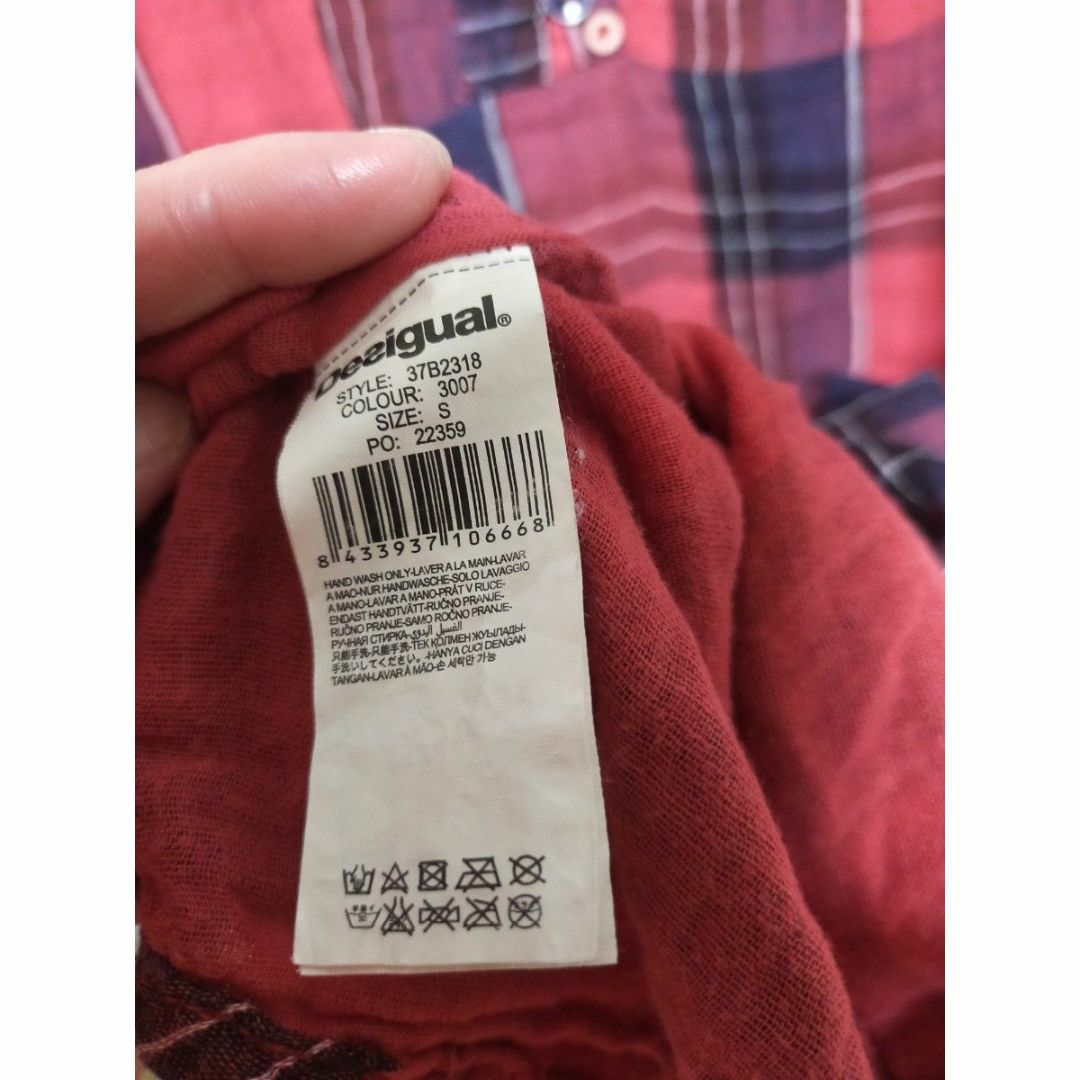 Desigual®
STYLE: 37B2318
COLOUR: 3007
SIZE: S
PO: 22359
8 433937 106668
HAND WASH ONLY-LAVER A LA MAIN-LAVAR
A MAO-NUR HANDWASCHE-SOLO LAVAGGIO
A MANO-LAVAR A MANO-PRÁT V RUCE-
ENDAST HANDTVÄTT-RUČNO PRANJE-
RUČNO PRANJE-SAMO ROČNO PRANJE-
РУЧНАЯ СТИРКА-الغسيل اليدوي-
只能手洗-只能手洗-ТЕК ҚОЛМЕН ЖУЫЛАДЫ-
手洗いしてください。-HANYA CUCI DENGAN
TANGAN-LAVAR À MÃO-손 세탁만 가능